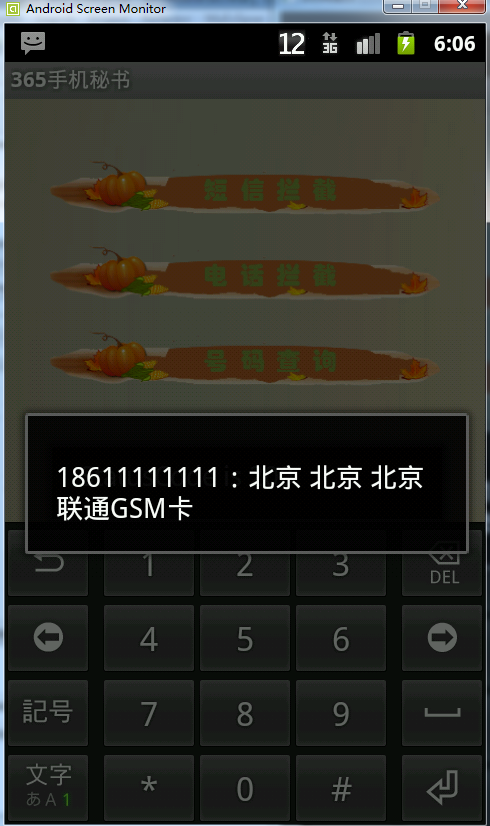 Android Screen Monitor
12 3G 6:06
365手机秘书
短信拦截
电话拦截
号码查询
18611111111：北京 北京 北京
联通GSM卡
1 2 3 DEL
4 5 6
記号 7 8 9
文字 * 0 #
あA1